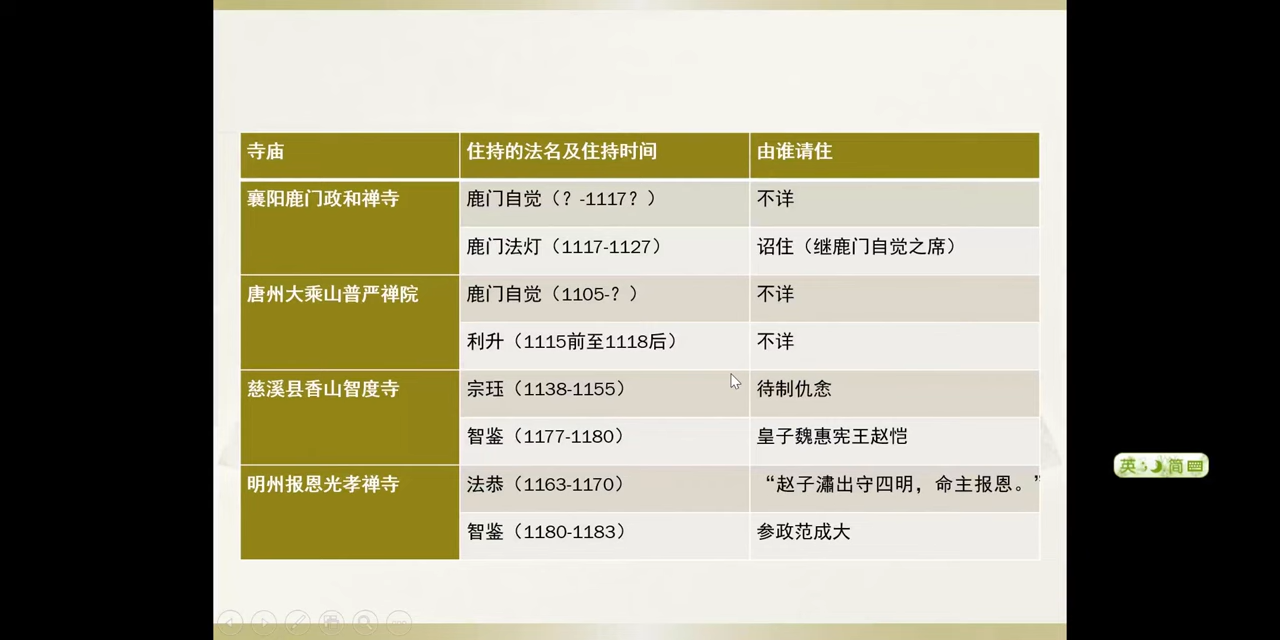 寺庙 住持的法名及住持时间 由谁请住
襄阳鹿门政和禅寺 鹿门自觉（？-1117？） 不详
鹿门法灯（1117-1127） 诏住（继鹿门自觉之席）
唐州大乘山普严禅院 鹿门自觉（1105-？） 不详
利升（1115前至1118后） 不详
慈溪县香山智度寺 宗珏（1138-1155） 待制仇悆
智鉴（1177-1180） 皇子魏惠宪王赵恺
明州报恩光孝禅寺 法恭（1163-1170） “赵子潚出守四明，命主报恩。”
智鉴（1180-1183） 参政范成大
英 简